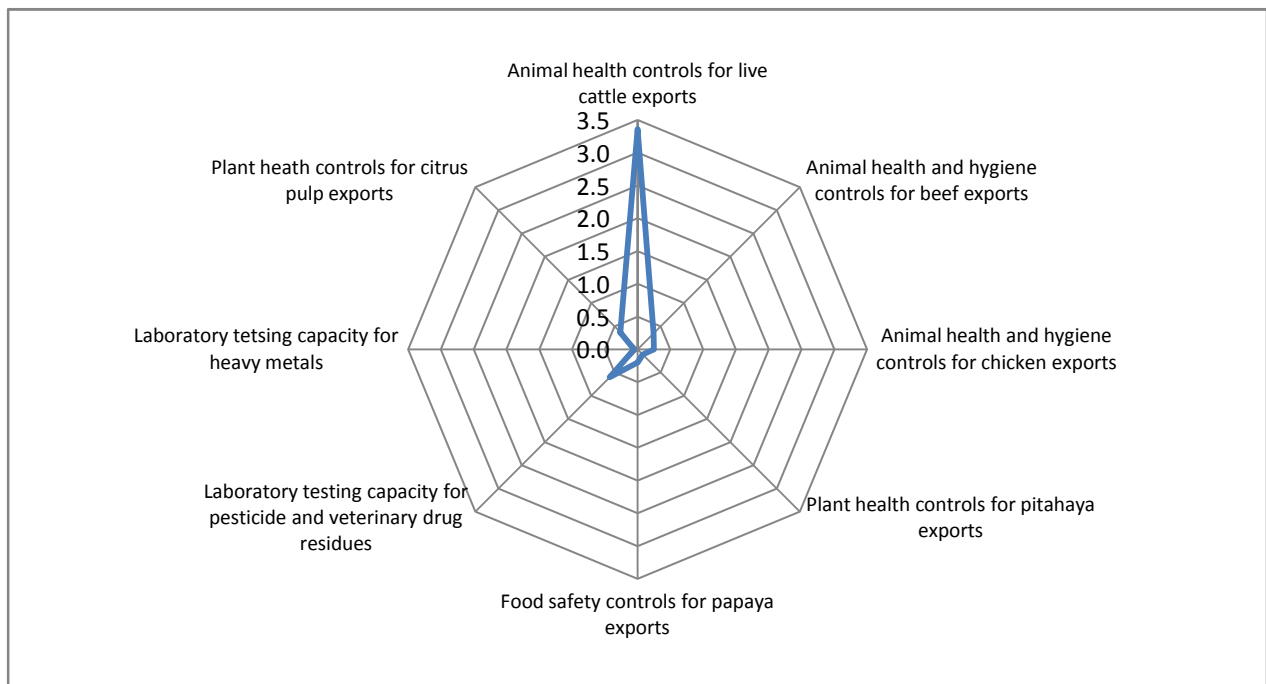 Animal health controls for live
cattle exports
Plant heath controls for citrus
pulp exports
Animal health and hygiene
controls for beef exports
3.5
3.0
2.5
2.0
1.5
1.0
0.5
0.0
Laboratory tetsing capacity for
heavy metals
Animal health and hygiene
controls for chicken exports
Laboratory testing capacity for
pesticide and veterinary drug
residues
Plant health controls for pitahaya
exports
Food safety controls for papaya
exports